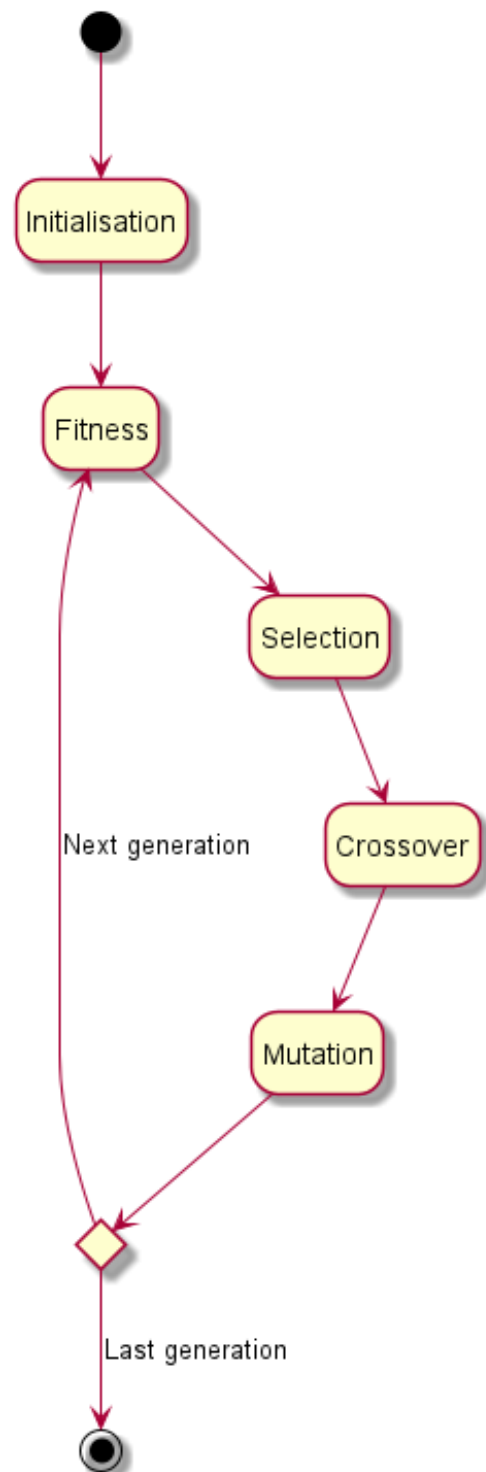 Initialisation
Fitness
Selection
Crossover
Next generation
Mutation
Last generation